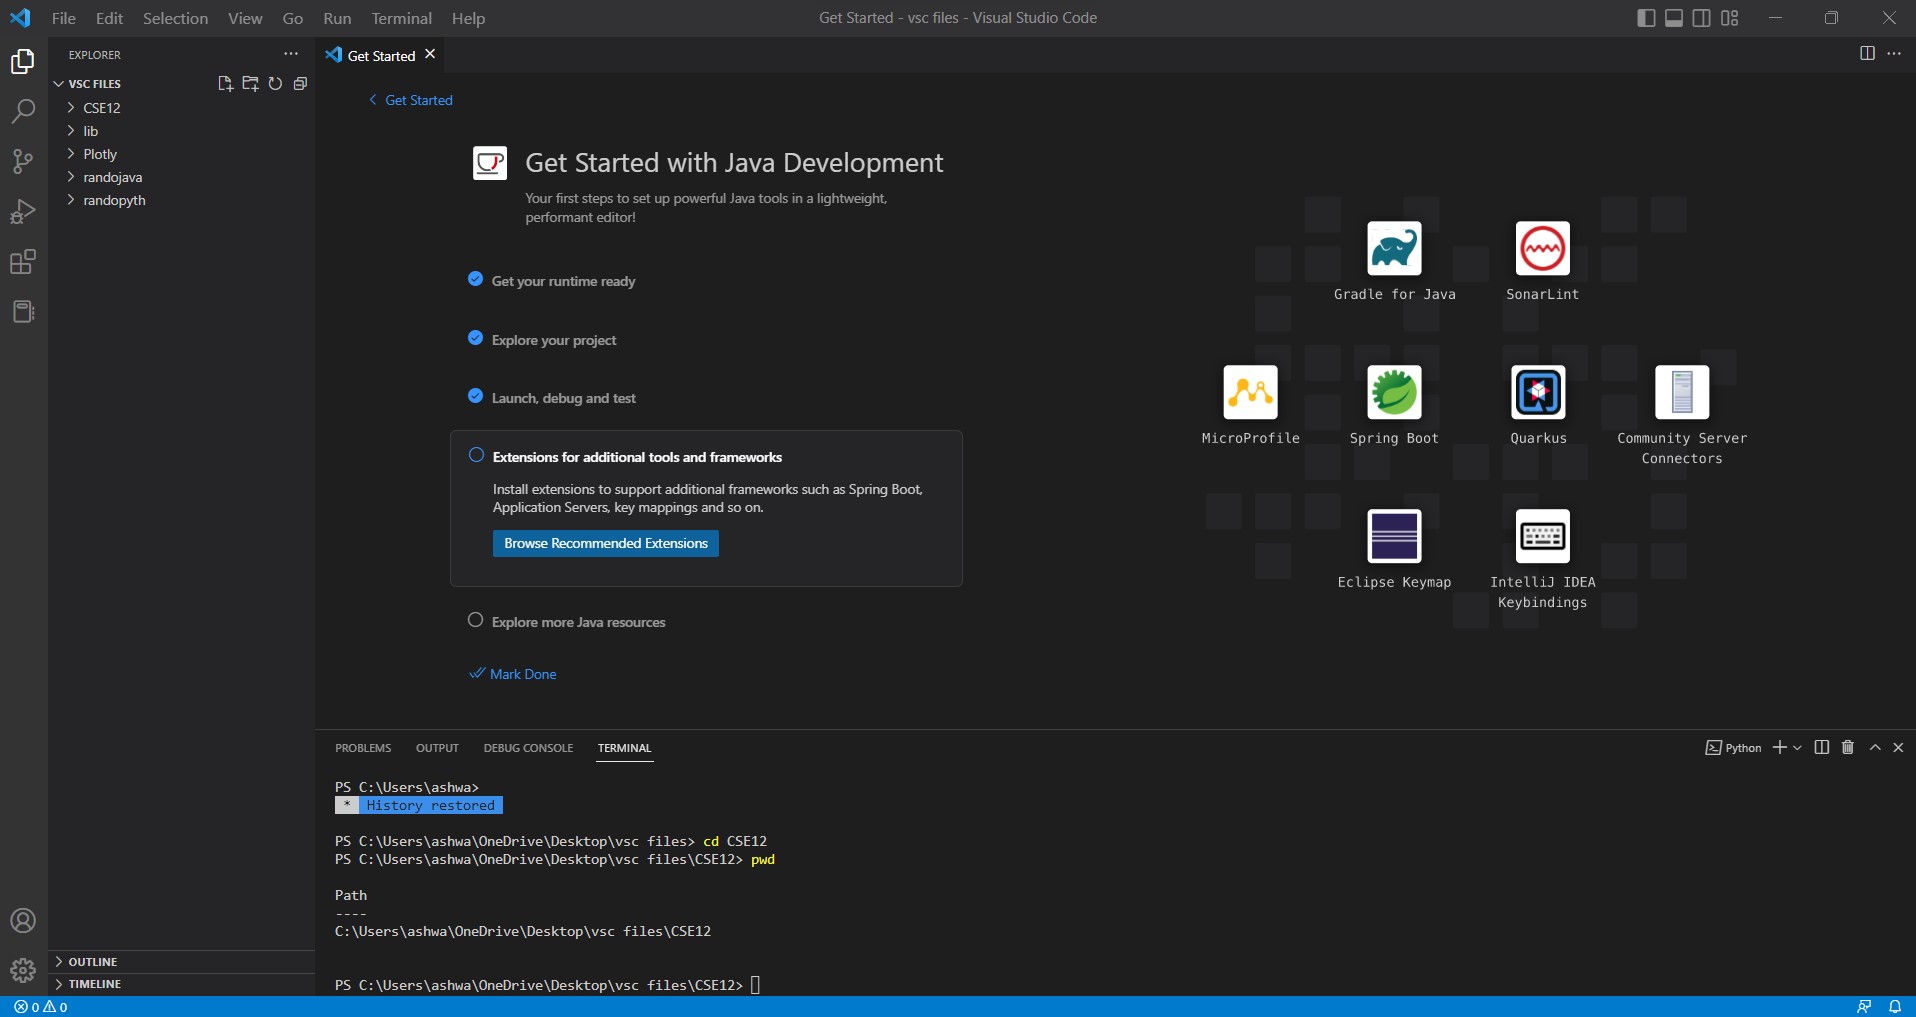 File Edit Selection View Go Run Terminal Help
Get Started - vsc files - Visual Studio Code
EXPLORER
VSC FILES
CSE12
lib
Plotly
randojava
randopyth
OUTLINE
TIMELINE
Get Started
Get Started
Get Started with Java Development
Your first steps to set up powerful Java tools in a lightweight,
performant editor!
Get your runtime ready
Explore your project
Launch, debug and test
Extensions for additional tools and frameworks
Install extensions to support additional frameworks such as Spring Boot,
Application Servers, key mappings and so on.
Browse Recommended Extensions
Explore more Java resources
Mark Done
Gradle for Java
SonarLint
MicroProfile
Spring Boot
Quarkus
Community Server
Connectors
Eclipse Keymap
IntelliJ IDEA
Keybindings
PROBLEMS OUTPUT DEBUG CONSOLE TERMINAL
Python
PS C:\Users\ashwa>
* History restored
PS C:\Users\ashwa\OneDrive\Desktop\vsc files> cd CSE12
PS C:\Users\ashwa\OneDrive\Desktop\vsc files\CSE12> pwd
Path
----
C:\Users\ashwa\OneDrive\Desktop\vsc files\CSE12
PS C:\Users\ashwa\OneDrive\Desktop\vsc files\CSE12>
0 0